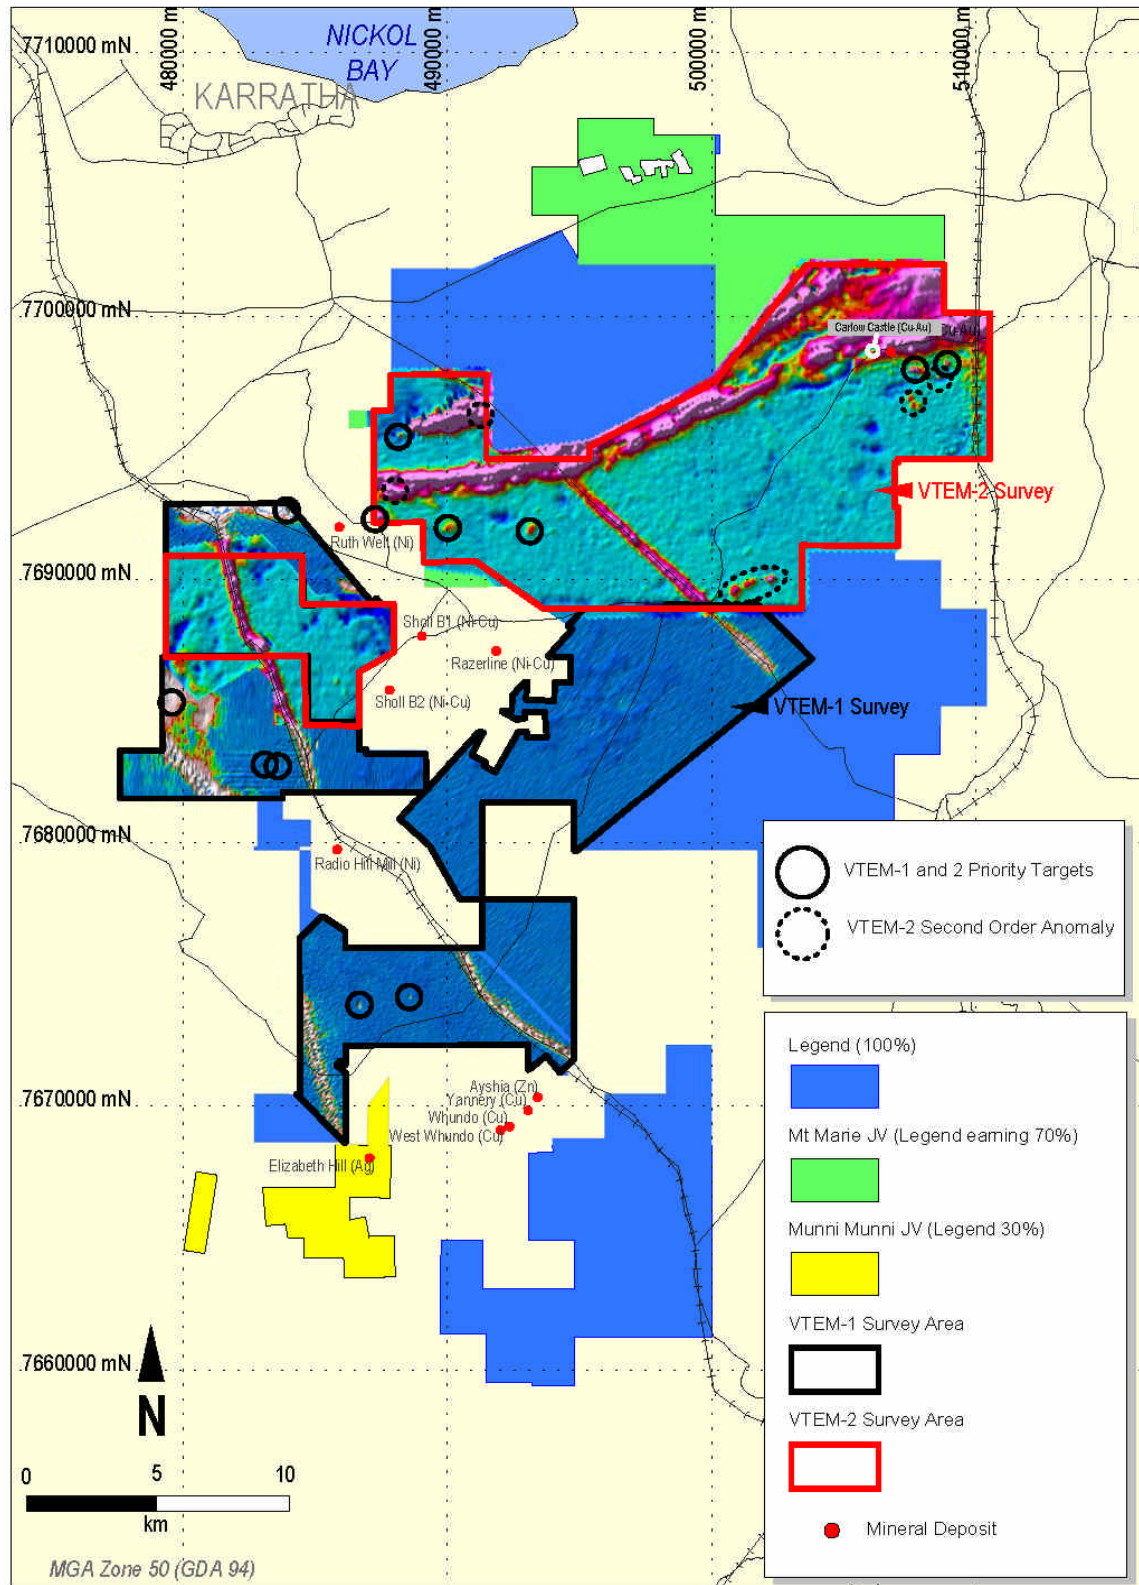 NICKOL
BAY
KARRATHA
480000 m
490000 m
500000 m
510000 m
7710000 mN
7700000 mN
7690000 mN
7680000 mN
7670000 mN
7660000 mN
Carlow Castle (Cu-Au)
VTEM-2 Survey
Ruth Well (Ni)
Sholl B1 (Ni-Cu)
Razerline (Ni-Cu)
Sholl B2 (Ni-Cu)
VTEM-1 Survey
Radio Hill Mill (Ni)
Ayshia (Zn)
Yannery (Cu)
Whundo (Cu)
West Whundo (Cu)
Elizabeth Hill (Ag)
VTEM-1 and 2 Priority Targets
VTEM-2 Second Order Anomaly
Legend (100%)
Mt Marie JV (Legend earning 70%)
Munni Munni JV (Legend 30%)
VTEM-1 Survey Area
VTEM-2 Survey Area
Mineral Deposit
N
0 5 10
km
MGA Zone 50 (GDA 94)